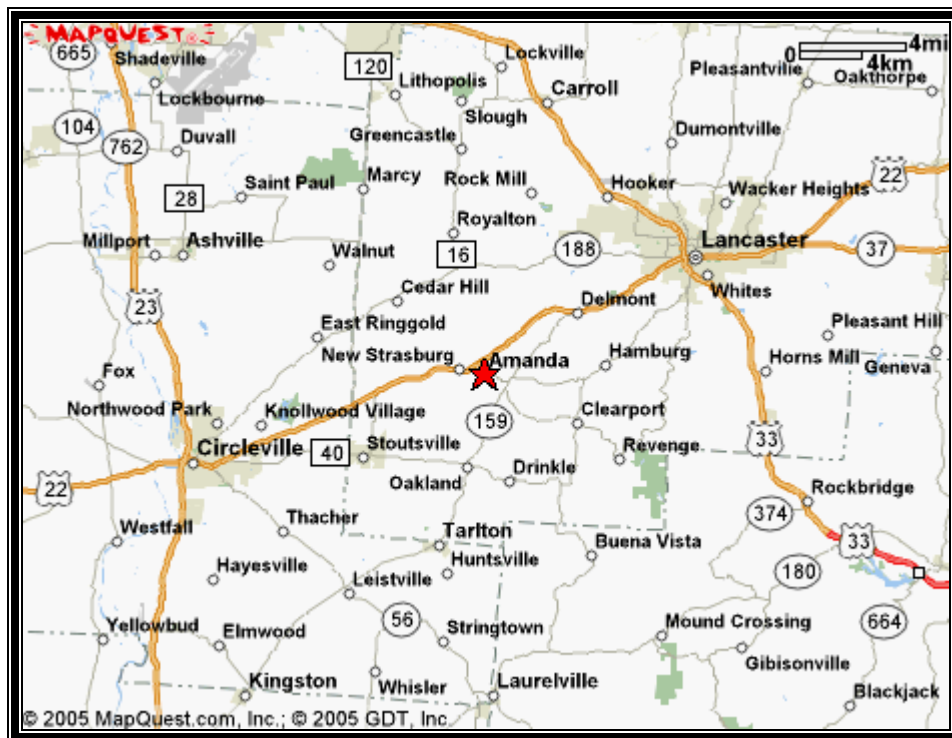 MAPQUEST®
665
Shadeville
Lockbourne
120
Lockville
Lithopolis
Carroll
Slough
0 4mi
4km
Pleasantville
Oakthorpe
104
762
Duvall
Greencastle
Dumontville
28
Saint Paul
Marcy
Rock Mill
Hooker
Wacker Heights
22
Royalton
Millport
Ashville
Walnut
16
188
Lancaster
37
Cedar Hill
Delmont
Whites
23
East Ringgold
Pleasant Hill
New Strasburg
Amanda
Hamburg
Horns Mill
Geneva
Fox
Northwood Park
Knollwood Village
159
Clearport
Circleville
40
Stoutsville
Revenge
33
22
Oakland
Drinkle
Rockbridge
Westfall
Thacher
Tarlton
374
33
Hayesville
Huntsville
Buena Vista
180
Leistville
56
664
Yellowbud
Elmwood
Stringtown
Mound Crossing
Gibisonville
Kingston
Whisler
Laurelville
Blackjack
© 2005 MapQuest.com, Inc.; © 2005 GDT, Inc.